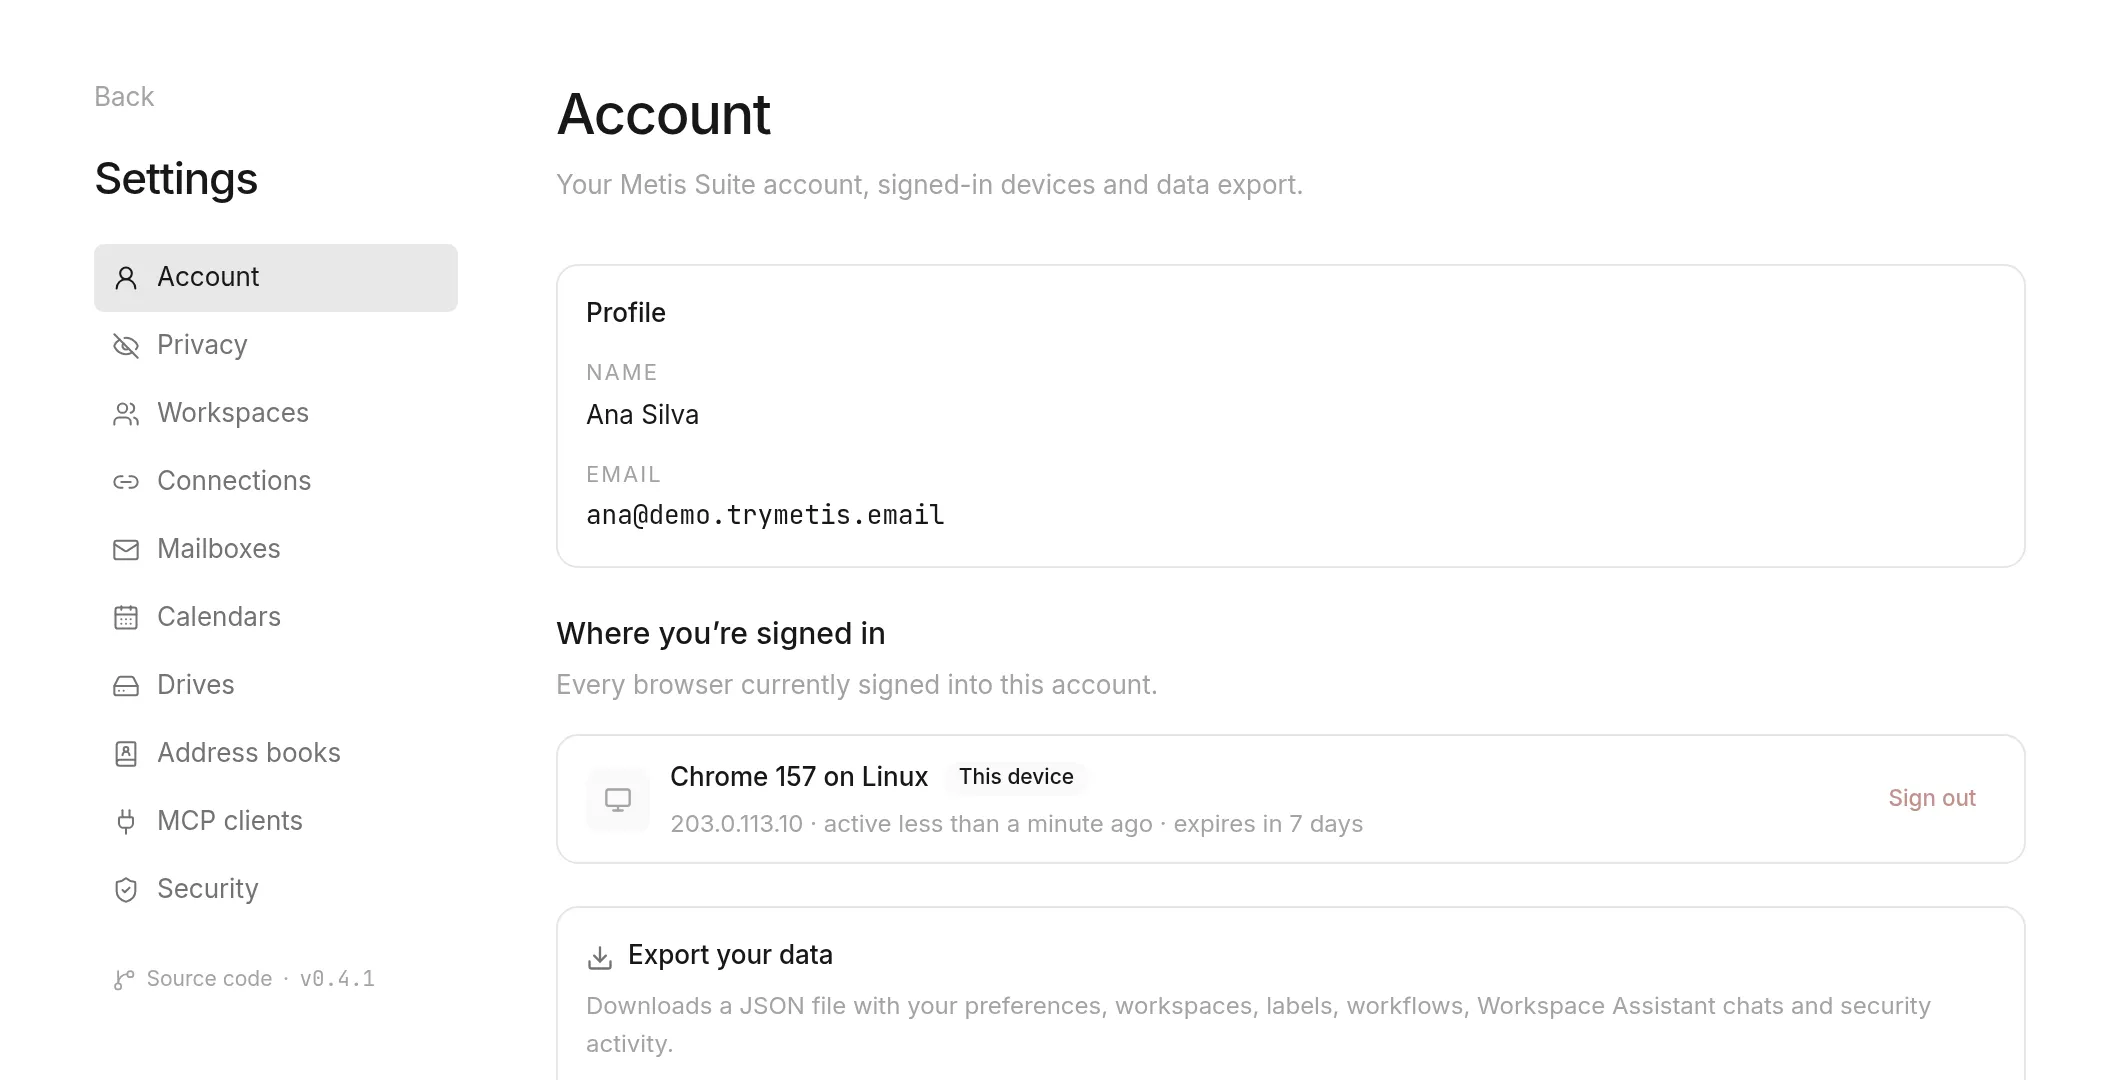 Back
Settings
Account
Privacy
Workspaces
Connections
Mailboxes
Calendars
Drives
Address books
MCP clients
Security
Source code · v0.4.1
Account
Your Metis Suite account, signed-in devices and data export.
Profile
NAME
Ana Silva
EMAIL
ana@demo.trymetis.email
Where you’re signed in
Every browser currently signed into this account.
Chrome 157 on Linux This device
203.0.113.10 · active less than a minute ago · expires in 7 days
Sign out
Export your data
Downloads a JSON file with your preferences, workspaces, labels, workflows, Workspace Assistant chats and security
activity.